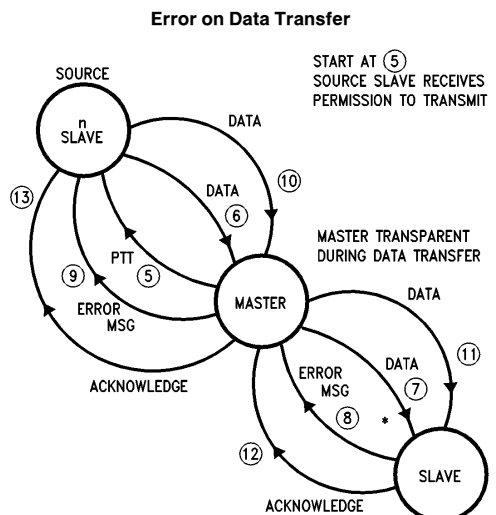 Error on Data Transfer
START AT 5
SOURCE SLAVE RECEIVES
PERMISSION TO TRANSMIT
SOURCE
n
SLAVE
DATA
10
DATA
6
13
PTT
5
9
ERROR
MSG
ACKNOWLEDGE
MASTER
MASTER TRANSPARENT
DURING DATA TRANSFER
DATA
11
DATA
7
ERROR
MSG
8
*
12
SLAVE
ACKNOWLEDGE